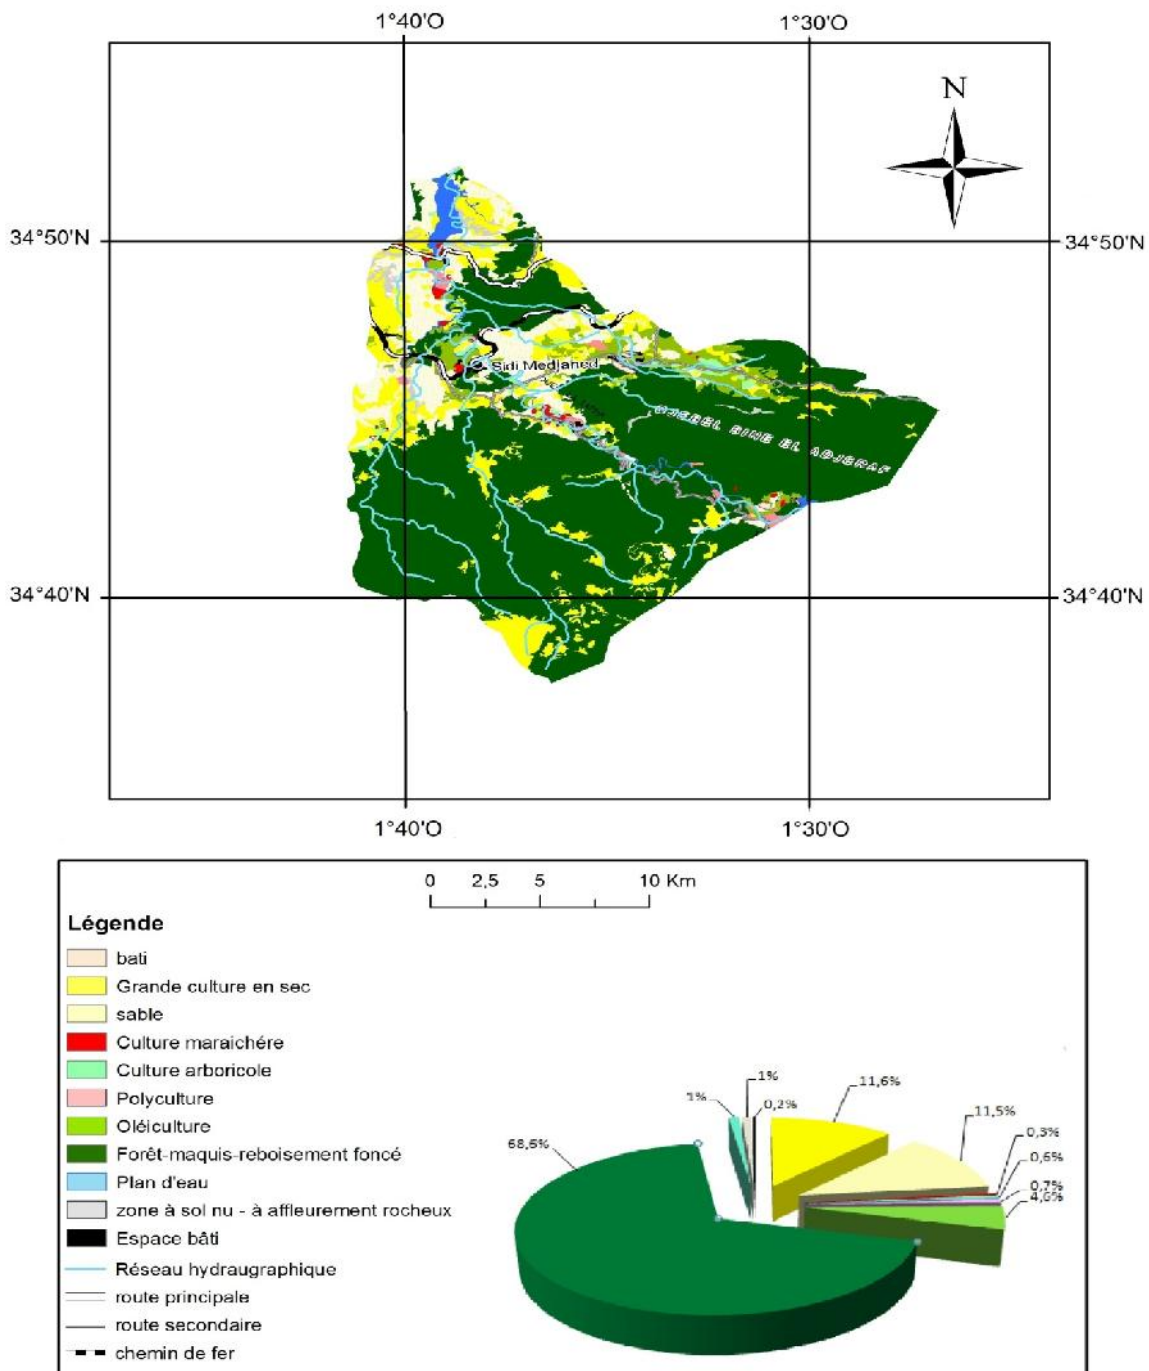 1°40'O 1°30'O
N
34°50'N 34°50'N
Sidi Medjahed
DJEBEL SIHE EL ADJERAF
34°40'N 34°40'N
1°40'O 1°30'O
0 2,5 5 10 Km
Légende
bati
Grande culture en sec
sable
Culture maraichére
Culture arboricole
Polyculture
Oléiculture
Forêt-maquis-reboisement foncé
Plan d'eau
zone à sol nu - à affleurement rocheux
Espace bâti
Réseau hydraugraphique
route principale
route secondaire
chemin de fer
1%
1%
0,2%
11,6%
11,5%
0,3%
0,6%
0,7%
4,6%
68,6%